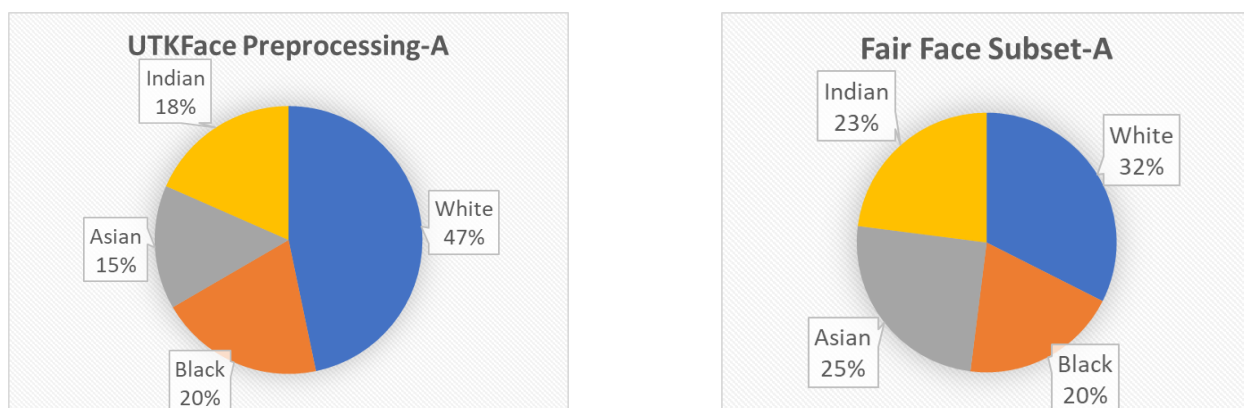 UTKFace Preprocessing-A
Indian
18%
White
47%
Asian
15%
Black
20%
Fair Face Subset-A
Indian
23%
White
32%
Asian
25%
Black
20%